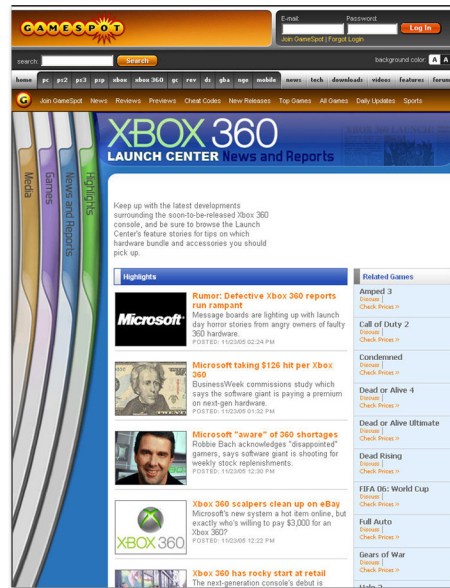 GAMESPOT
E-mail: Password:
Log In
Join GameSpot | Forgot Login
search: Search
background color: A A
home pc ps2 ps3 psp xbox xbox 360 gc rev ds gba nge mobile news tech downloads videos features forum
G Join GameSpot News Reviews Previews Cheat Codes New Releases Top Games All Games Daily Updates Sports
XBOX 360
LAUNCH CENTER News and Reports
Media
Games
News and Reports
Highlights
Keep up with the latest developments
surrounding the soon-to-be-released Xbox 360
console, and be sure to browse the Launch
Center's feature stories for tips on which
hardware bundle and accessories you should
pick up.
Highlights
Microsoft
Rumor: Defective Xbox 360 reports
run rampant
Message boards are lighting up with launch
day horror stories from angry owners of faulty
360 hardware.
POSTED: 11/23/05 02:24 PM
Microsoft taking $126 hit per Xbox
360
BusinessWeek commissions study which
says the software giant is paying a premium
on next-gen hardware.
POSTED: 11/23/05 01:32 PM
Microsoft "aware" of 360 shortages
Robbie Bach acknowledges "disappointed"
gamers, says software giant is shooting for
weekly stock replenishments.
POSTED: 11/23/05 12:30 PM
XBOX 360
Xbox 360 scalpers clean up on eBay
Microsoft's new system a hot item online, but
exactly who's willing to pay $3,000 for an
Xbox 360?
POSTED: 11/23/05 12:22 PM
Xbox 360 has rocky start at retail
The next-generation console's debut is
Related Games
Amped 3
Discuss |
Check Prices »
Call of Duty 2
Discuss |
Check Prices »
Condemned
Discuss |
Check Prices »
Dead or Alive 4
Discuss |
Check Prices »
Dead or Alive Ultimate
Discuss |
Check Prices »
Dead Rising
Discuss |
Check Prices »
FIFA 06: World Cup
Discuss |
Check Prices »
Full Auto
Discuss |
Check Prices »
Gears of War
Discuss |
Check Prices »